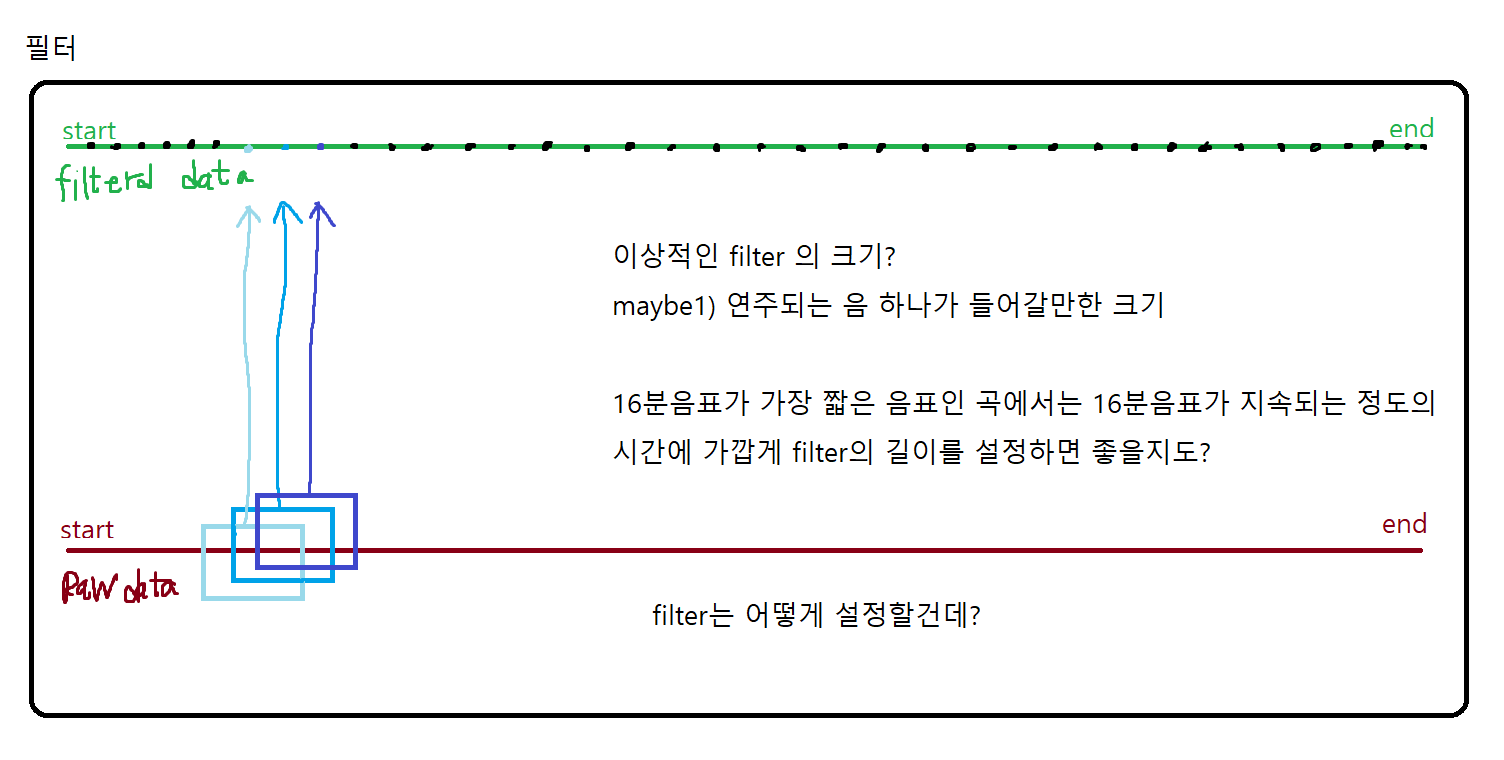 필터
start
end
filterd data
이상적인 filter 의 크기?
maybe1) 연주되는 음 하나가 들어갈만한 크기
16분음표가 가장 짧은 음표인 곡에서는 16분음표가 지속되는 정도의
시간에 가깝게 filter의 길이를 설정하면 좋을지도?
start
end
Raw data
filter는 어떻게 설정할건데?